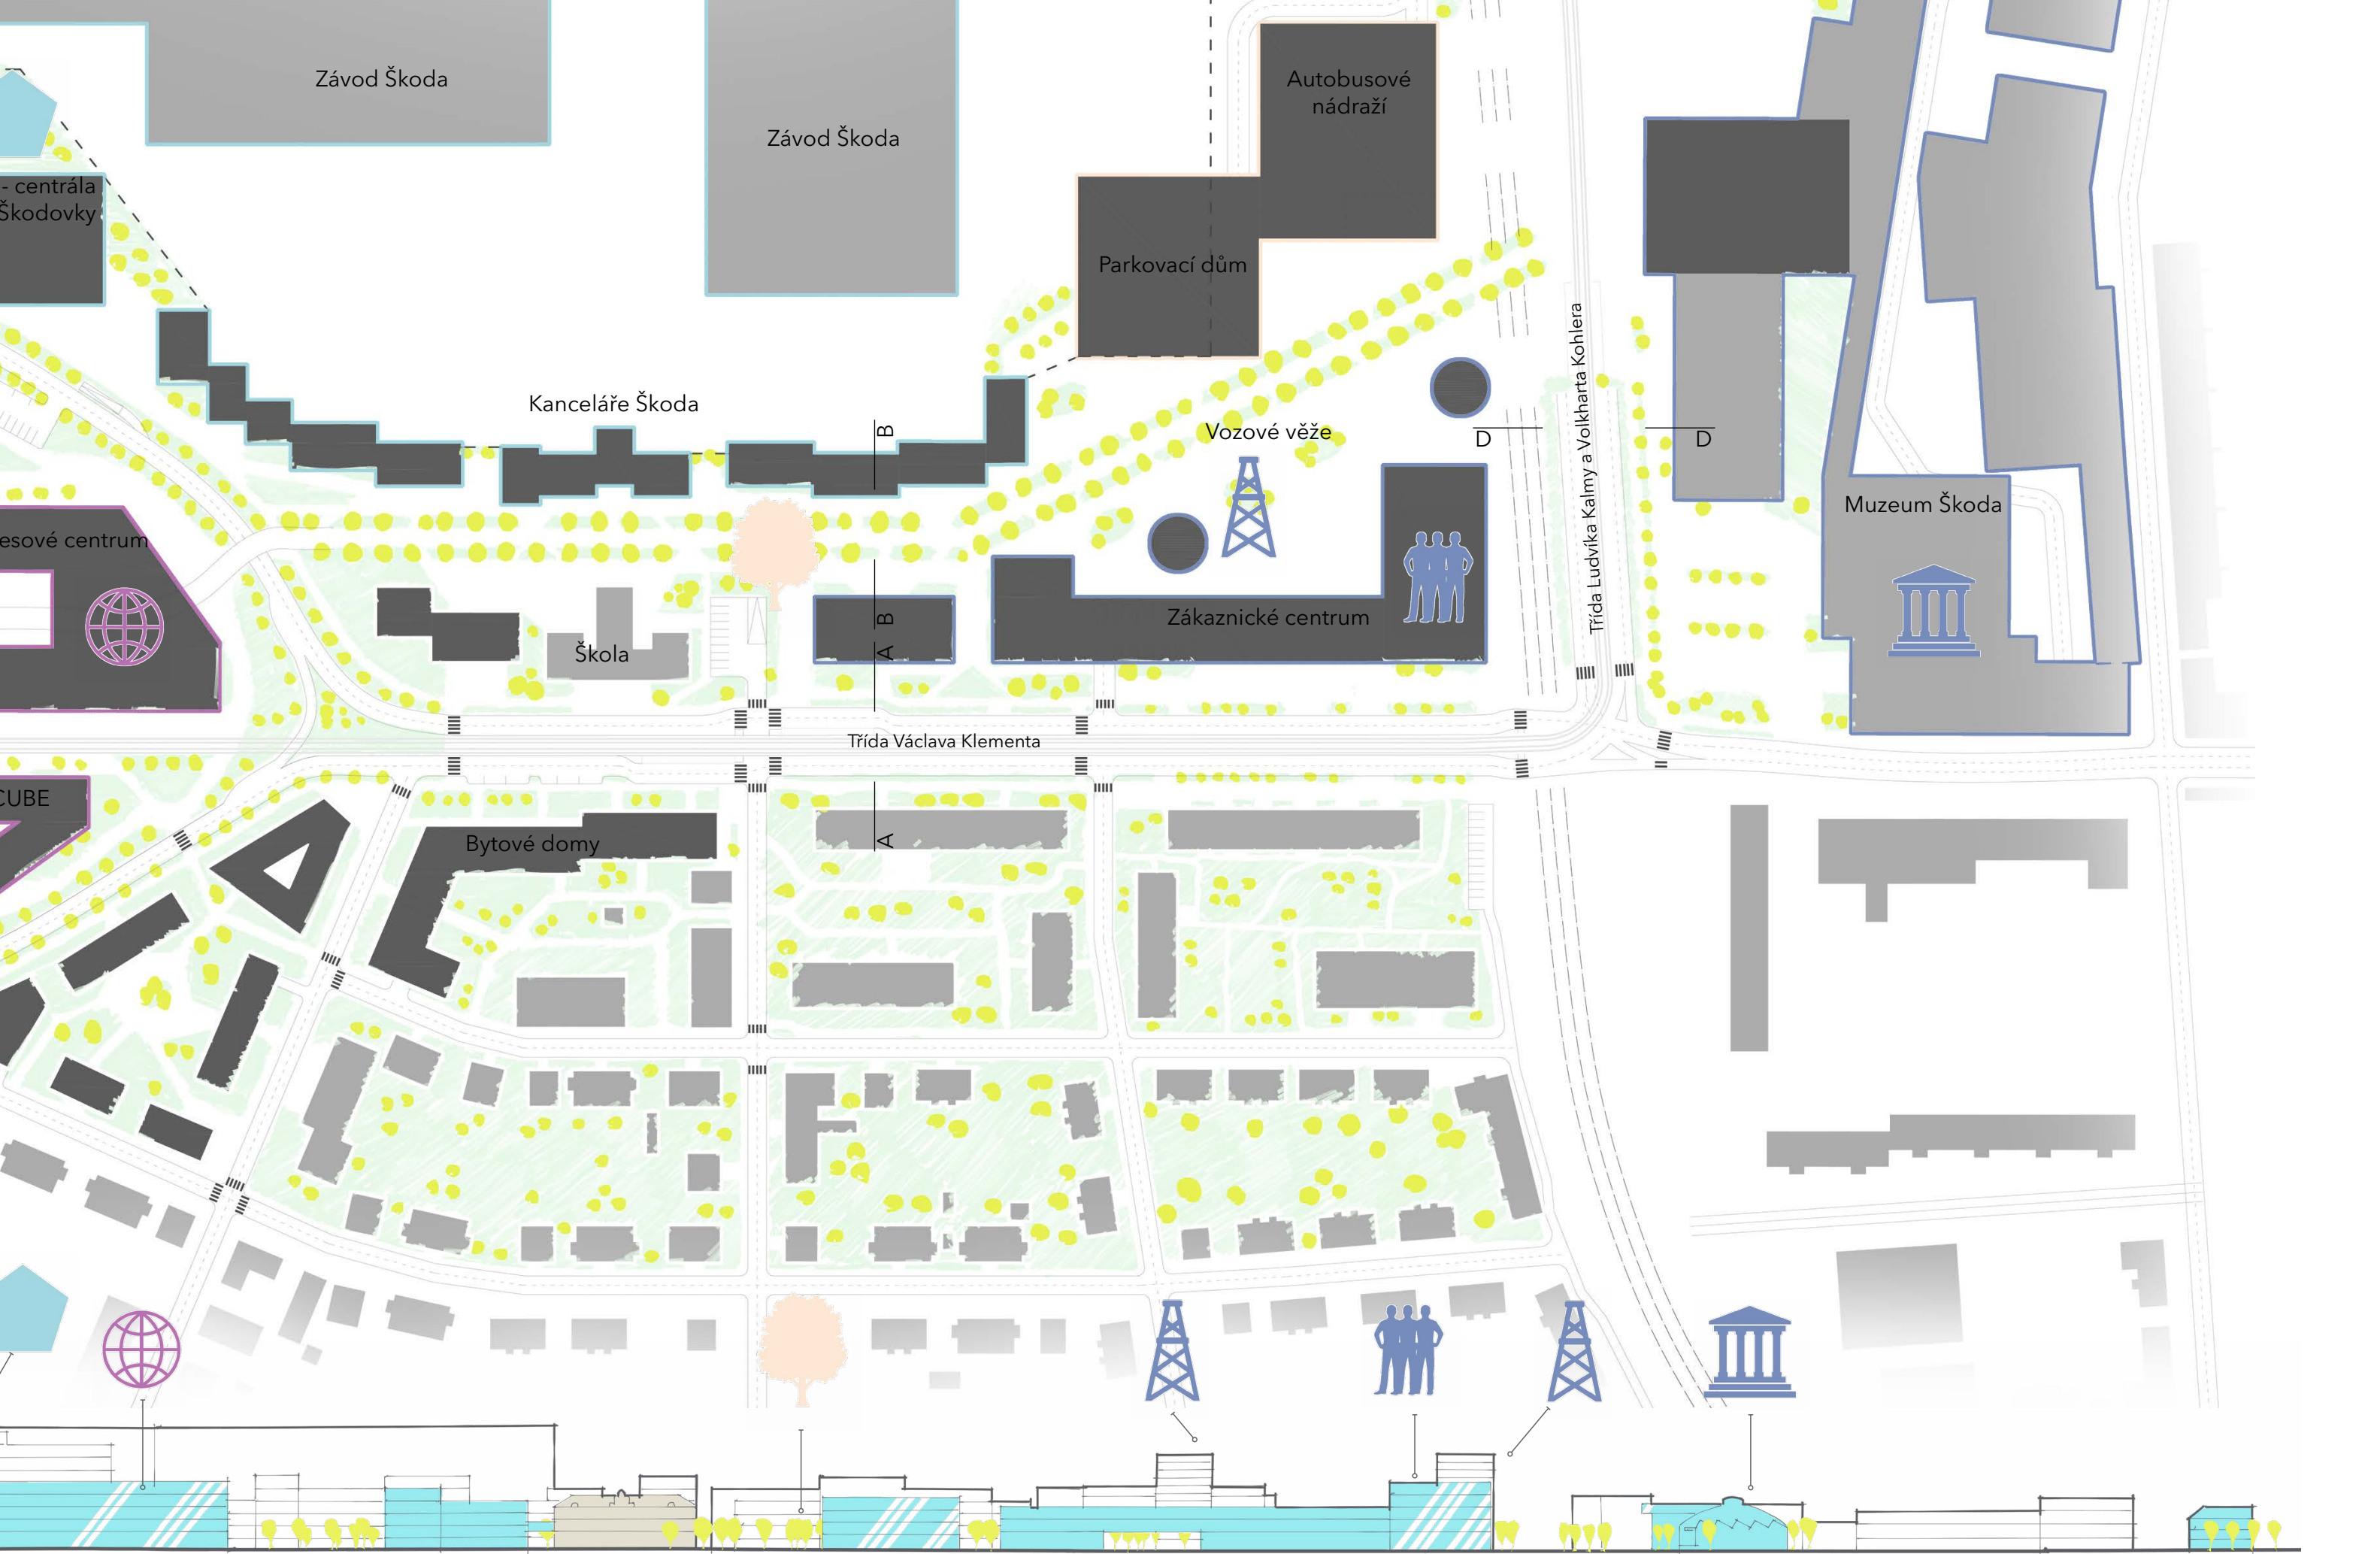 Závod Škoda
Závod Škoda
Autobusové
nádraží
- centrála
Škodovky
Parkovací dům
Kanceláře Škoda
B
Vozové věže
D
D
Třída Ludvíka Kalmy a Volkharta Kohlera
Muzeum Škoda
esové centrum
B
Zákaznické centrum
A
Škola
Třída Václava Klementa
CUBE
A
Bytové domy